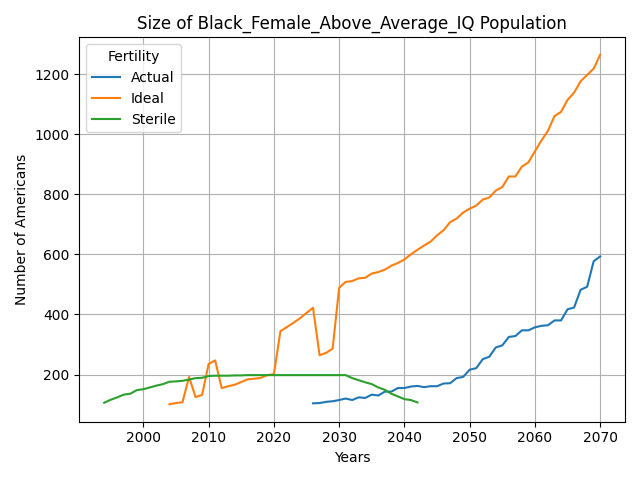 Size of Black_Female_Above_Average_IQ Population
Fertility
Actual
Ideal
Sterile
Number of Americans
1200
1000
800
600
400
200
2000 2010 2020 2030 2040 2050 2060 2070
Years